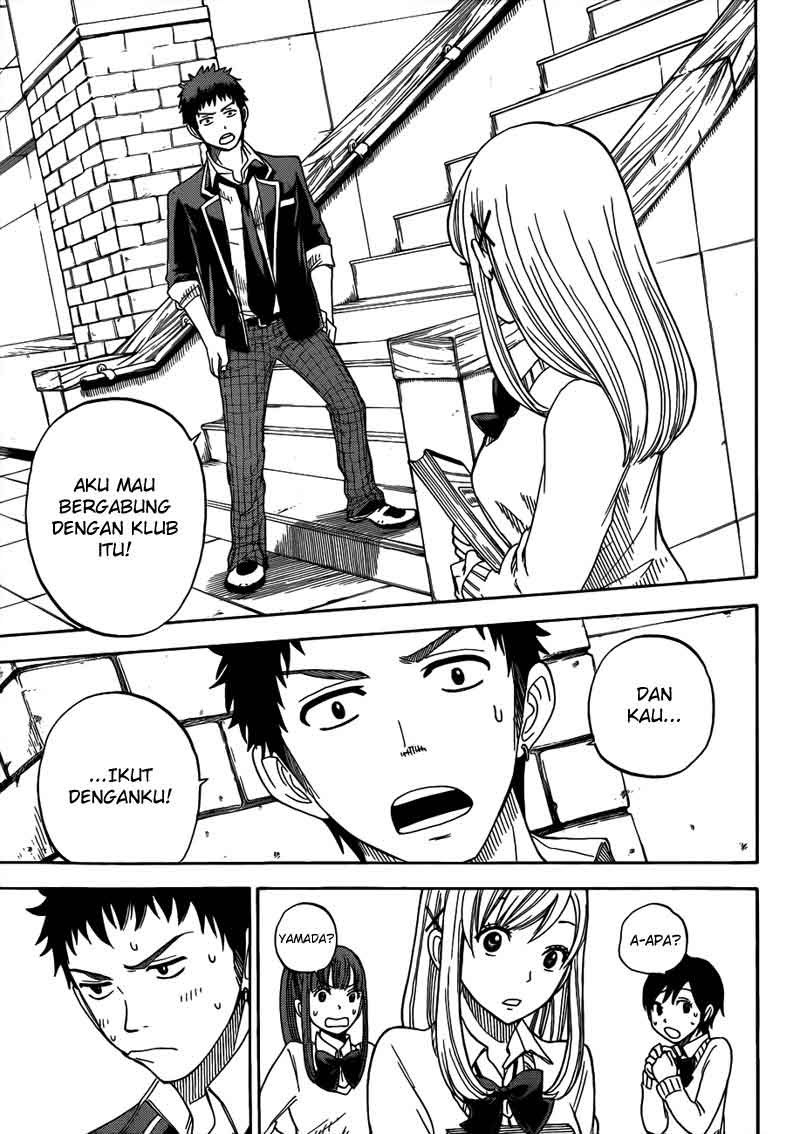 AKU MAU
BERGABUNG
DENGAN KLUB
ITU!
DAN
KAU...
...IKUT
DENGANKU!
A-APA?
YAMADA?